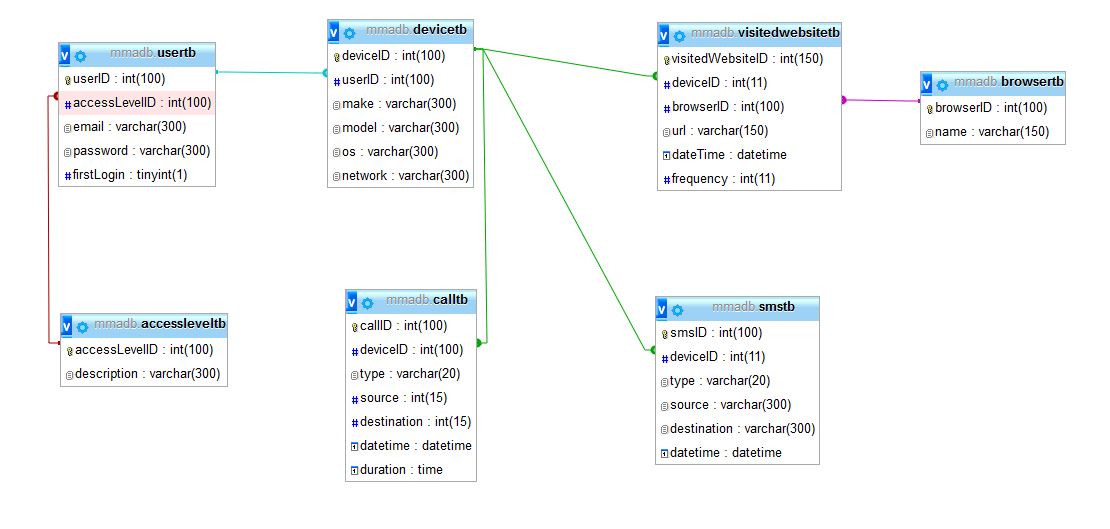 v mmadb.usertb
userID : int(100)
#accessLevelID : int(100)
email : varchar(300)
password : varchar(300)
#firstLogin : tinyint(1)
v mmadb.devicetb
deviceID : int(100)
#userID : int(100)
make : varchar(300)
model : varchar(300)
os : varchar(300)
network : varchar(300)
v mmadb.visitedwebsitetb
visitedWebsiteID : int(150)
#deviceID : int(11)
#browserID : int(100)
url : varchar(150)
dateTime : datetime
#frequency : int(11)
v mmadb.browsertb
browserID : int(100)
name : varchar(150)
v mmadb.accessleveltb
accessLevelID : int(100)
description : varchar(300)
v mmadb.calltb
callID : int(100)
#deviceID : int(100)
type : varchar(20)
#source : int(15)
#destination : int(15)
datetime : datetime
duration : time
v mmadb.smstb
smsID : int(100)
#deviceID : int(11)
type : varchar(20)
source : varchar(300)
destination : varchar(300)
datetime : datetime